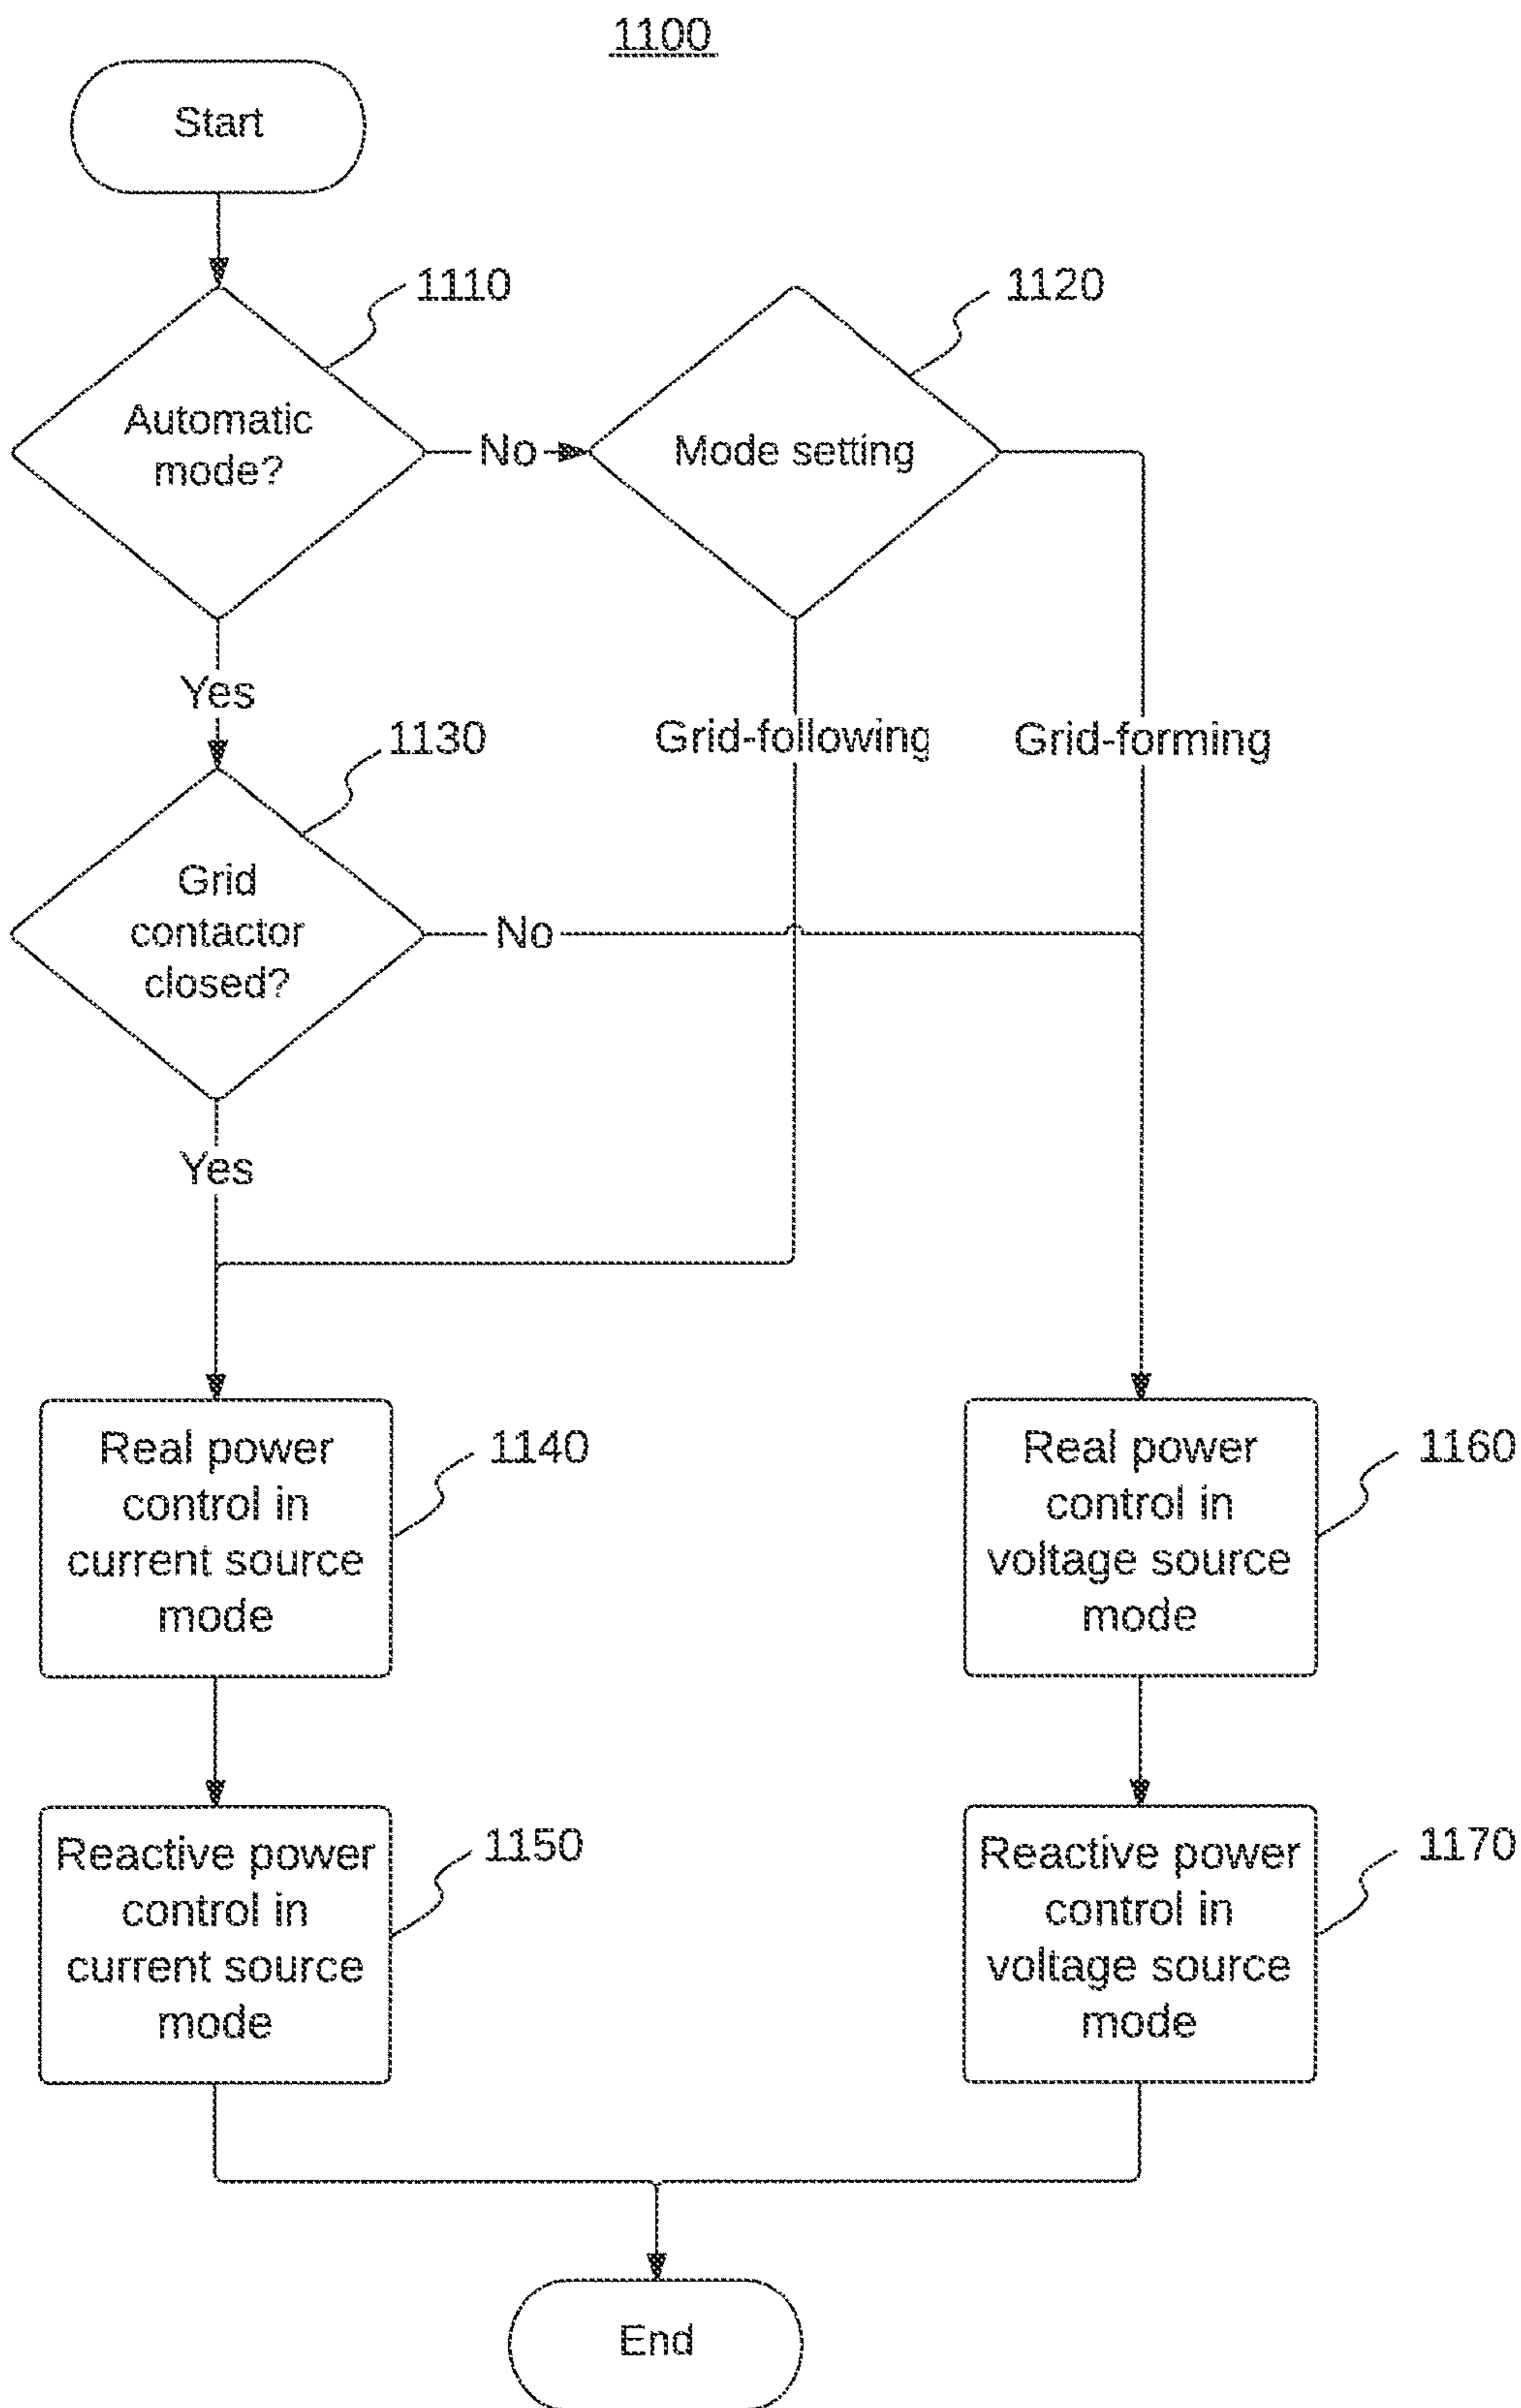 1100
Start
1110
1120
Automatic
mode?
No
Mode setting
Yes
1130
Grid-following
Grid-forming
Grid
contactor
closed?
No
Yes
Real power
control in
current source
mode
1140
Real power
control in
voltage source
mode
1160
Reactive power
control in
current source
mode
1150
Reactive power
control in
voltage source
mode
1170
End